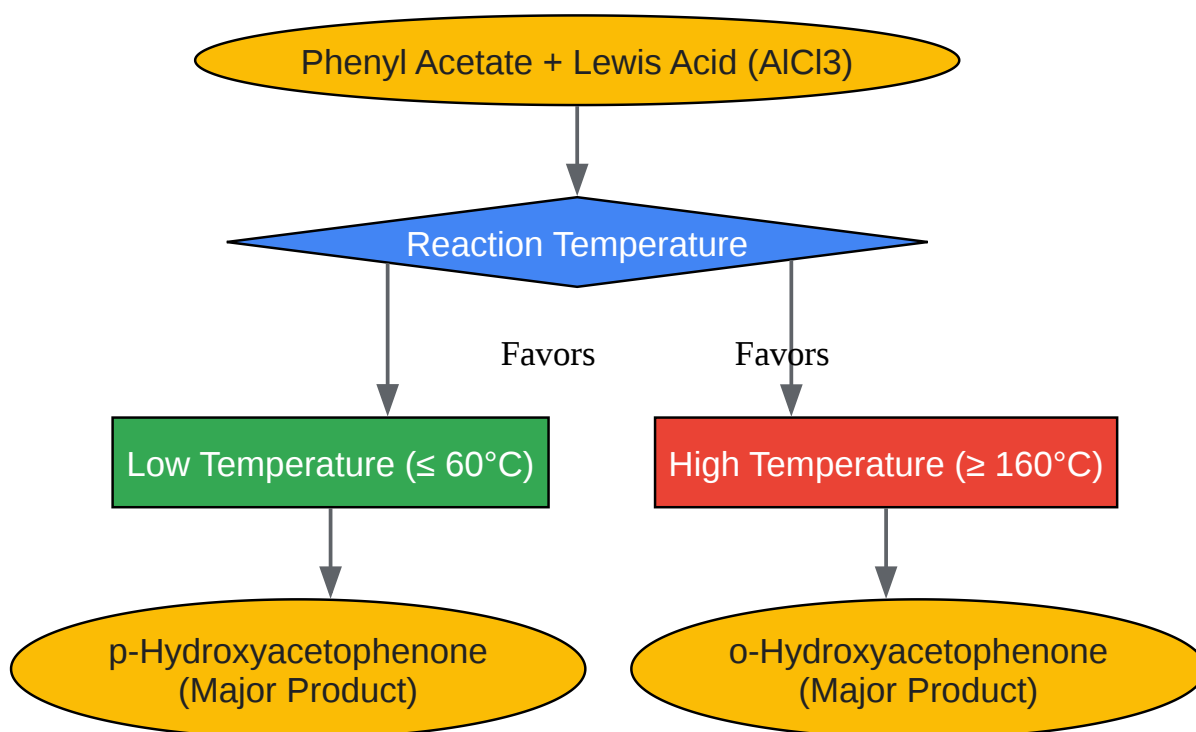 Phenyl Acetate + Lewis Acid (AlCl3)
Reaction Temperature
Favors
Favors
Low Temperature (≤ 60°C)
High Temperature (≥ 160°C)
p-Hydroxyacetophenone
(Major Product)
o-Hydroxyacetophenone
(Major Product)